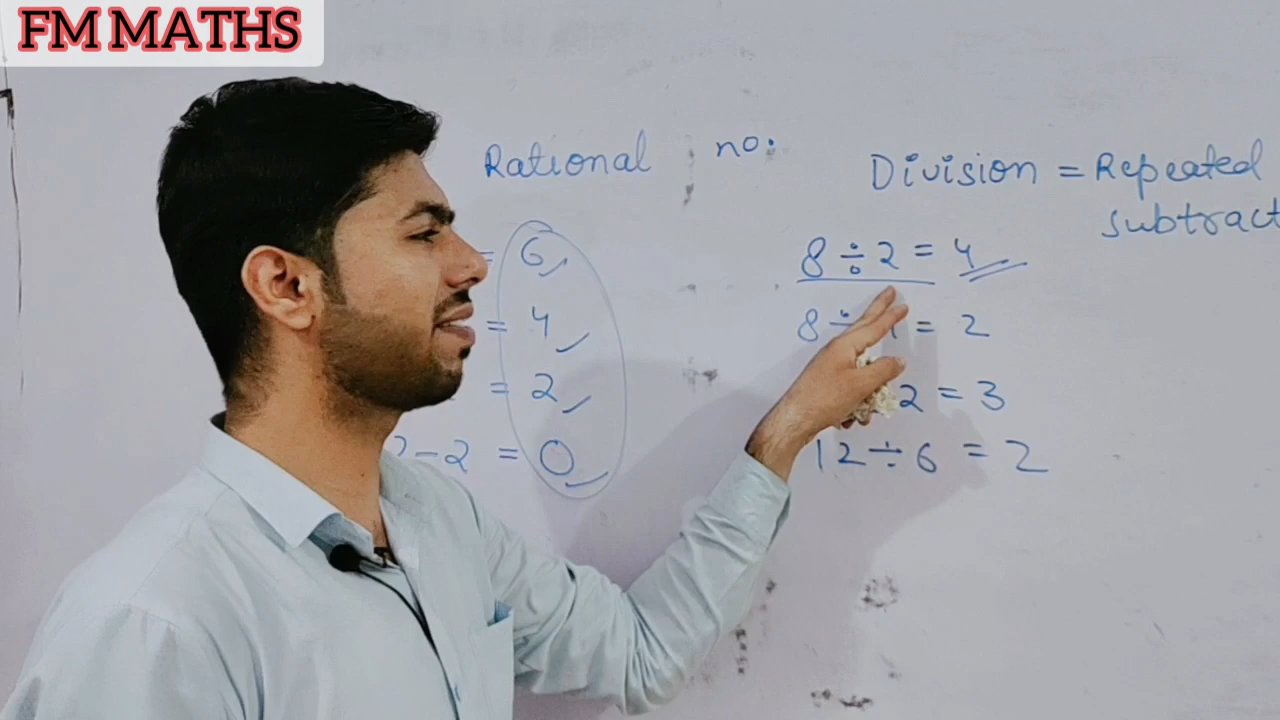 FM MATHS
Rational no.
= 6
= 4
= 2
- 2 = 0
Division = Repeated
subtract
8 ÷ 2 = 4
8 ÷ = 2
2 = 3
12 ÷ 6 = 2